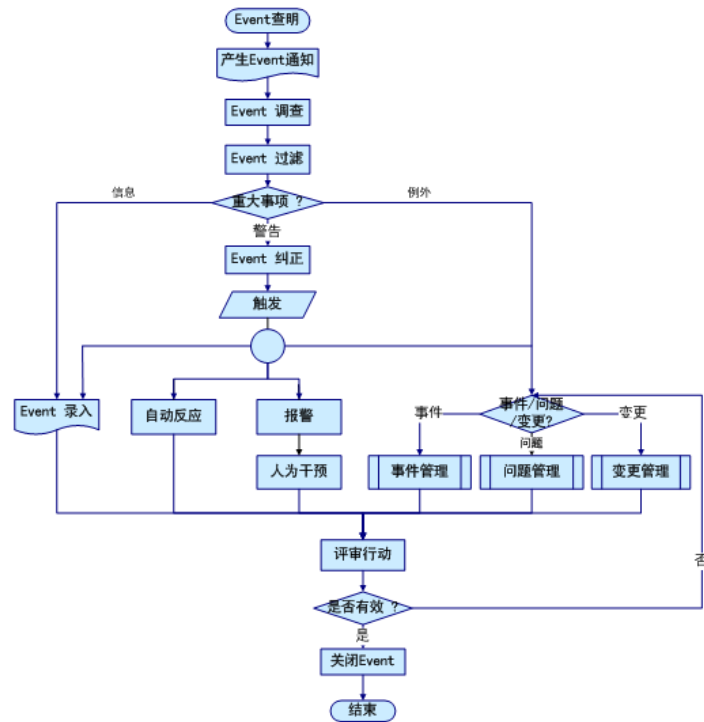 Event查明
产生Event通知
Event 调查
Event 过滤
信息
重大事项 ？
例外
警告
Event 纠正
触发
Event 录入
自动反应
报警
事件
事件/问题
/变更?
变更
问题
人为干预
事件管理
问题管理
变更管理
评审行动
否
是否有效 ？
是
关闭Event
结束